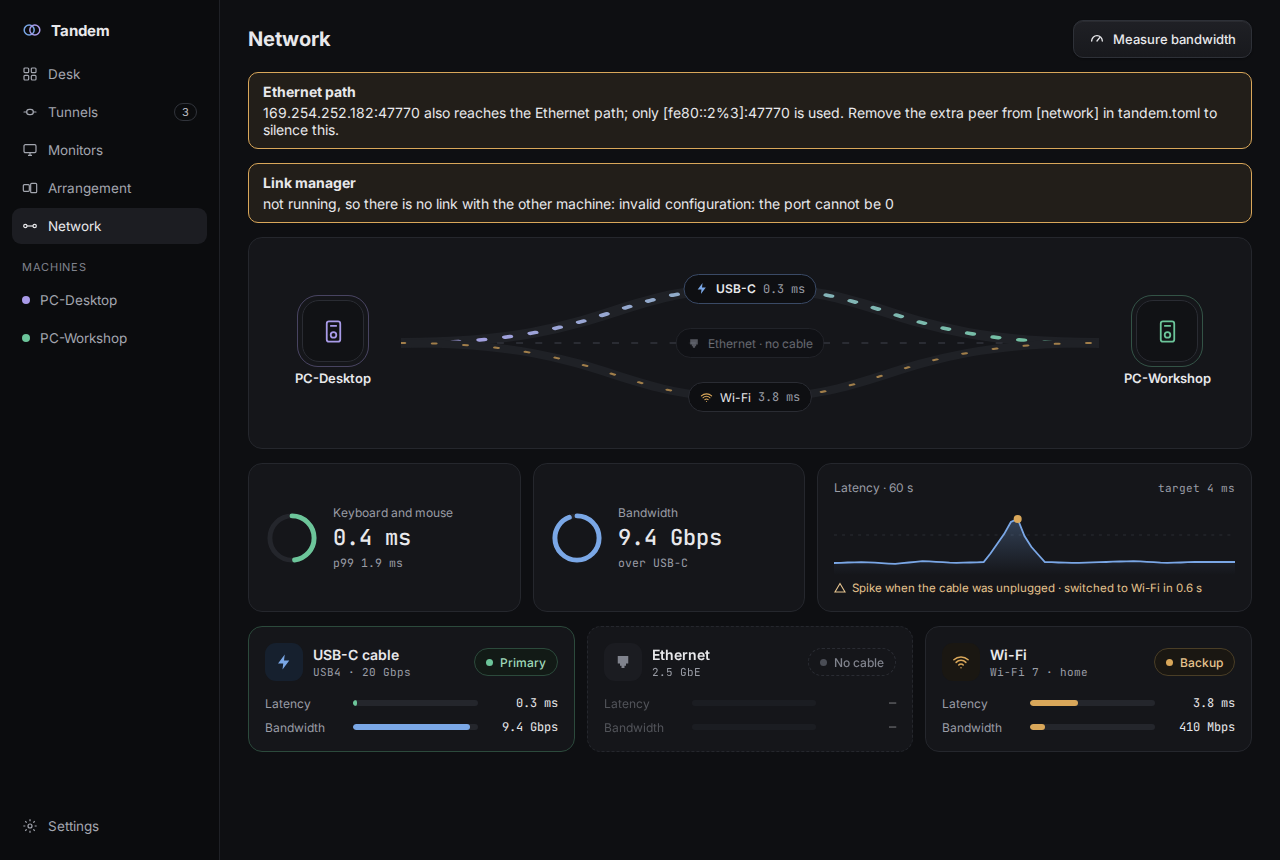 Tandem
Desk
Tunnels
3
Monitors
Arrangement
Network
MACHINES
PC-Desktop
PC-Workshop
Settings
Network
Measure bandwidth
Ethernet path
169.254.252.182:47770 also reaches the Ethernet path; only [fe80::2%3]:47770 is used. Remove the extra peer from [network] in tandem.toml to
silence this.
Link manager
not running, so there is no link with the other machine: invalid configuration: the port cannot be 0
USB-C 0.3 ms
Ethernet · no cable
Wi-Fi 3.8 ms
PC-Desktop
PC-Workshop
Keyboard and mouse
0.4 ms
p99 1.9 ms
Bandwidth
9.4 Gbps
over USB-C
Latency · 60 s
target 4 ms
Spike when the cable was unplugged · switched to Wi-Fi in 0.6 s
USB-C cable
USB4 · 20 Gbps
Primary
Latency
0.3 ms
Bandwidth
9.4 Gbps
Ethernet
2.5 GbE
No cable
Latency
—
Bandwidth
—
Wi-Fi
Wi-Fi 7 · home
Backup
Latency
3.8 ms
Bandwidth
410 Mbps